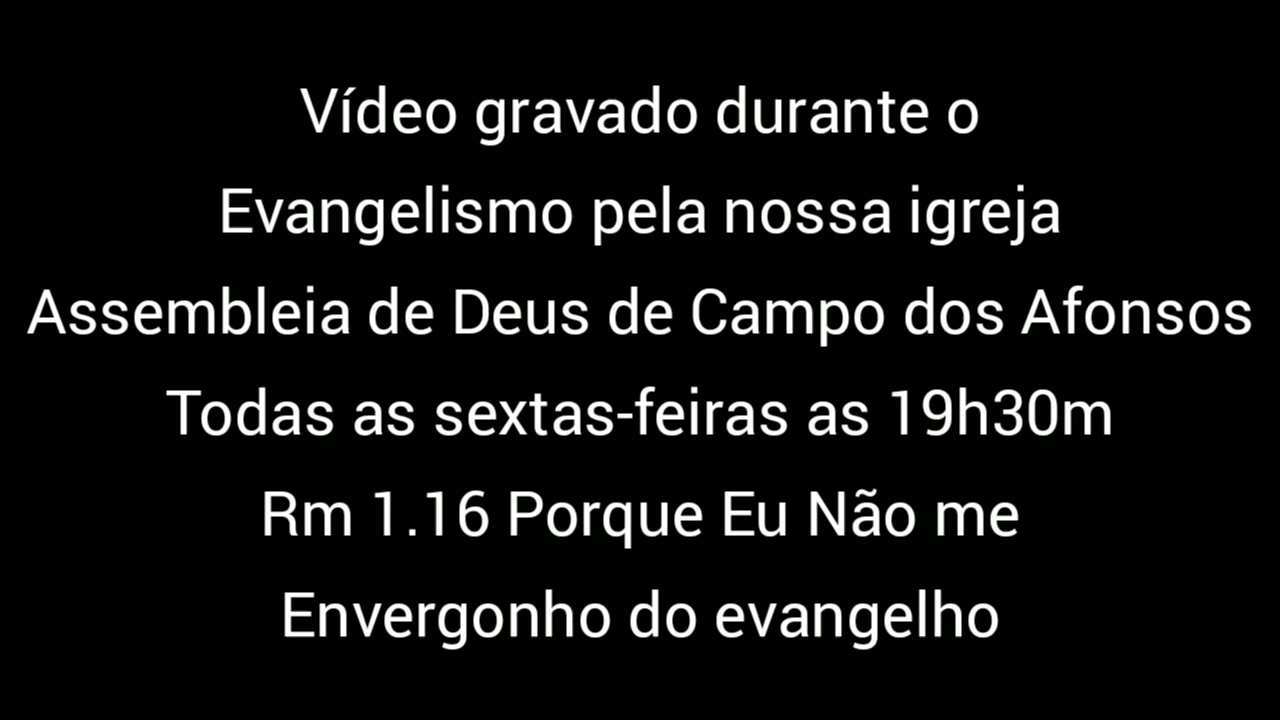 Vídeo gravado durante o
Evangelismo pela nossa igreja
Assembleia de Deus de Campo dos Afonsos
Todas as sextas-feiras as 19h30m
Rm 1.16 Porque Eu Não me
Envergonho do evangelho